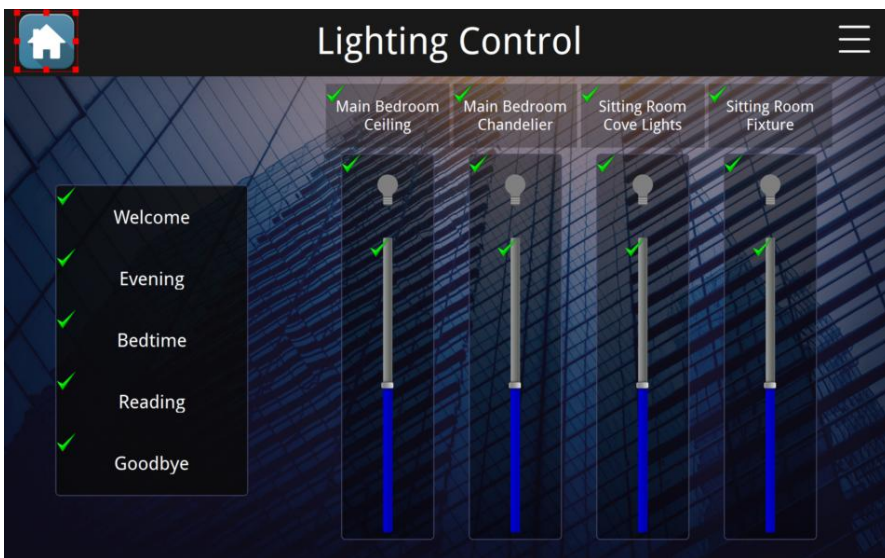 Lighting Control
Main Bedroom
Ceiling
Main Bedroom
Chandelier
Sitting Room
Cove Lights
Sitting Room
Fixture
Welcome
Evening
Bedtime
Reading
Goodbye